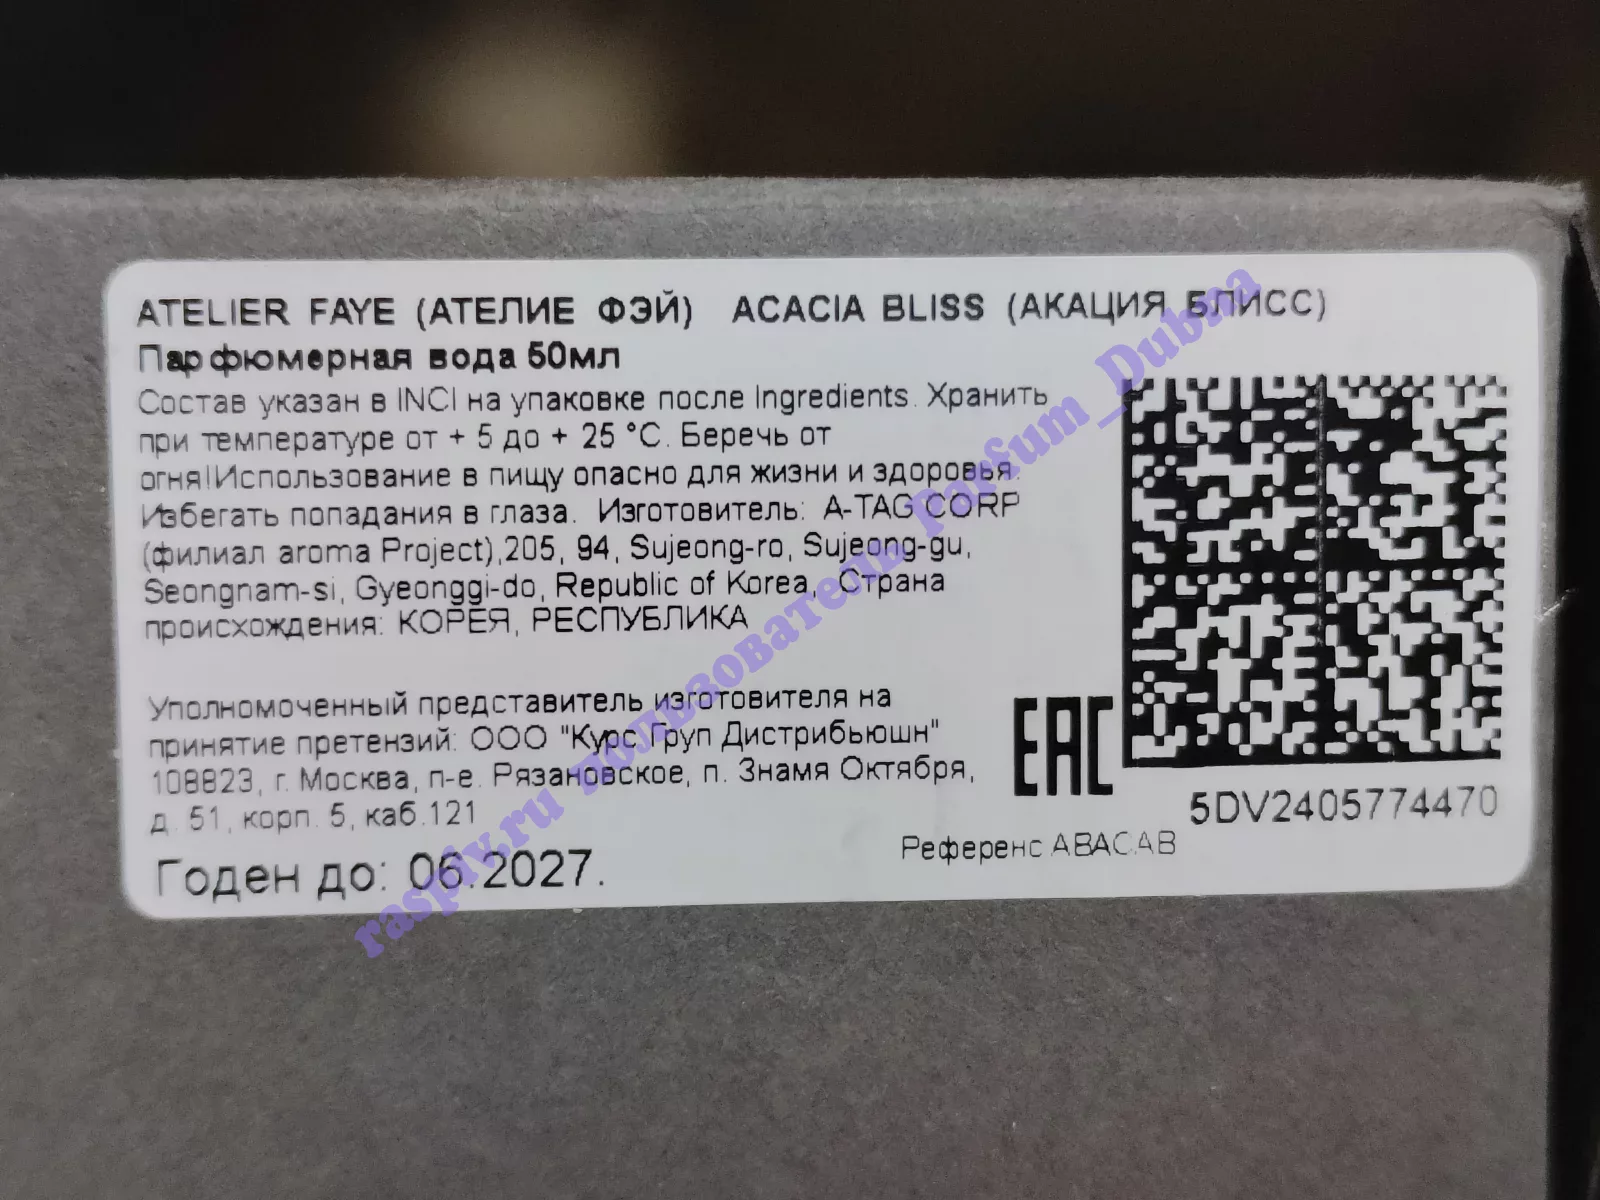 ATELIER FAYE (АТЕЛИЕ ФЭЙ) ACACIA BLISS (АКАЦИЯ БЛИСС)
Парфюмерная вода 50мл
Состав указан в INCI на упаковке после Ingredients. Хранить
при температуре от + 5 до + 25 °C. Беречь от
огня!Использование в пищу опасно для жизни и здоровья.
Избегать попадания в глаза. Изготовитель: A-TAG CORP
(филиал aroma Project),205, 94, Sujeong-ro, Sujeong-gu,
Seongnam-si, Gyeonggi-do, Republic of Korea, Страна
происхождения: КОРЕЯ, РЕСПУБЛИКА
Уполномоченный представитель изготовителя на
принятие претензий: ООО "Курс Груп Дистрибьюшн"
108823, г. Москва, п-е. Рязановское, п. Знамя Октября,
д. 51, корп. 5, каб.121
Годен до: 06.2027.
EAC
5DV2405774470
Референс ABACAB
raspiv.ru пользователь Parfum_Dubna